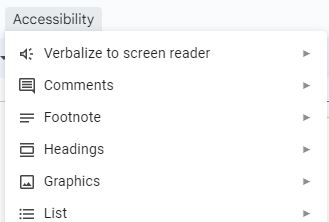 Accessibility
Verbalize to screen reader
Comments
Footnote
Headings
Graphics
List